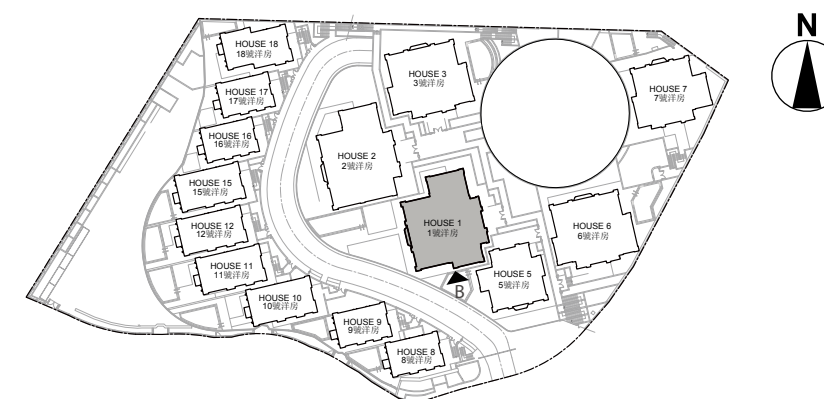 N
HOUSE 18
18號洋房
HOUSE 17
17號洋房
HOUSE 16
16號洋房
HOUSE 15
15號洋房
HOUSE 12
12號洋房
HOUSE 11
11號洋房
HOUSE 10
10號洋房
HOUSE 9
9號洋房
HOUSE 8
8號洋房
HOUSE 3
3號洋房
HOUSE 2
2號洋房
HOUSE 1
1號洋房
B
HOUSE 5
5號洋房
HOUSE 6
6號洋房
HOUSE 7
7號洋房